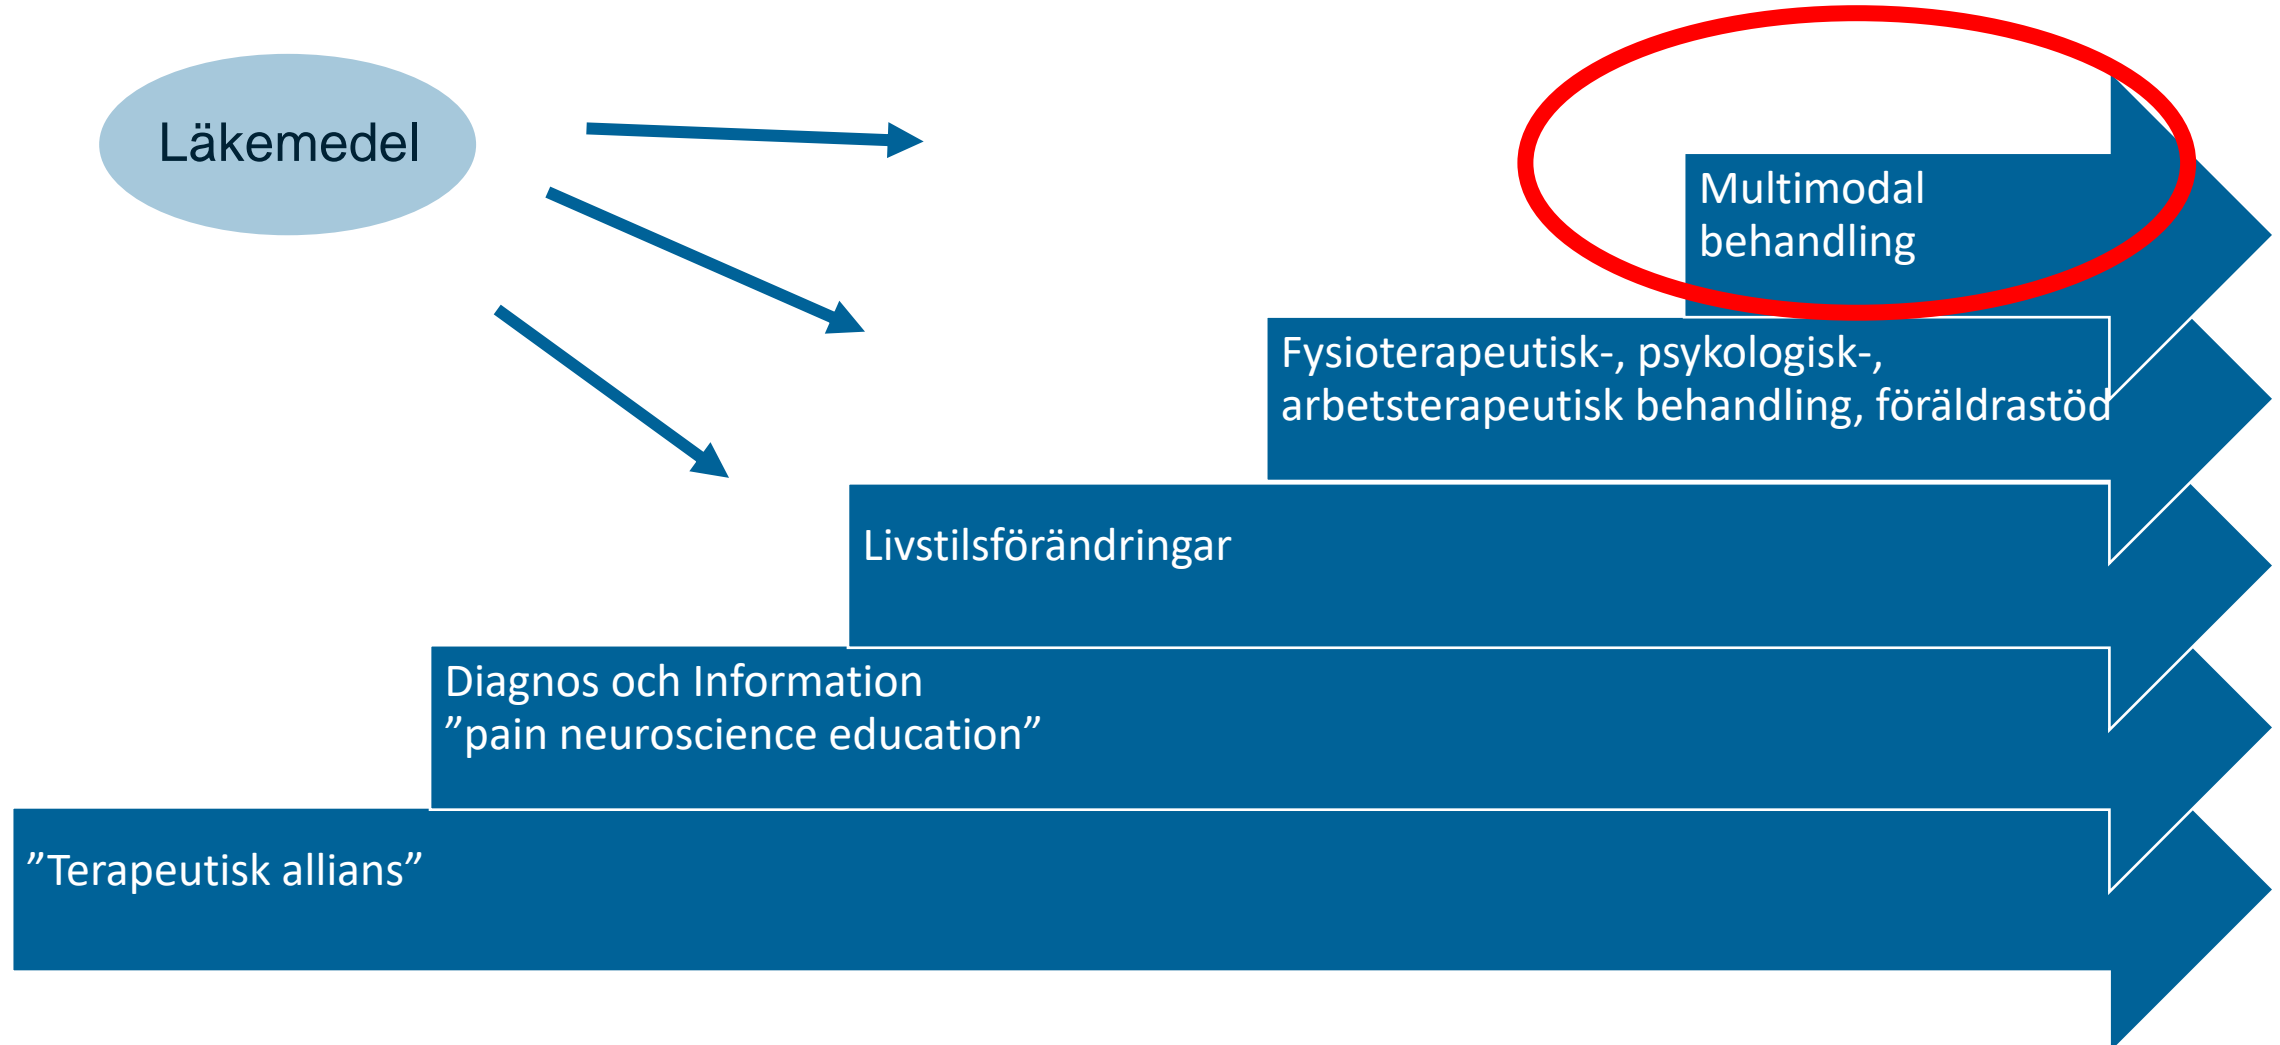 Läkemedel
Multimodal
behandling
Fysioterapeutisk-, psykologisk-,
arbetsterapeutisk behandling, föräldrastöd
Livstilsförändringar
Diagnos och Information
”pain neuroscience education”
”Terapeutisk allians”